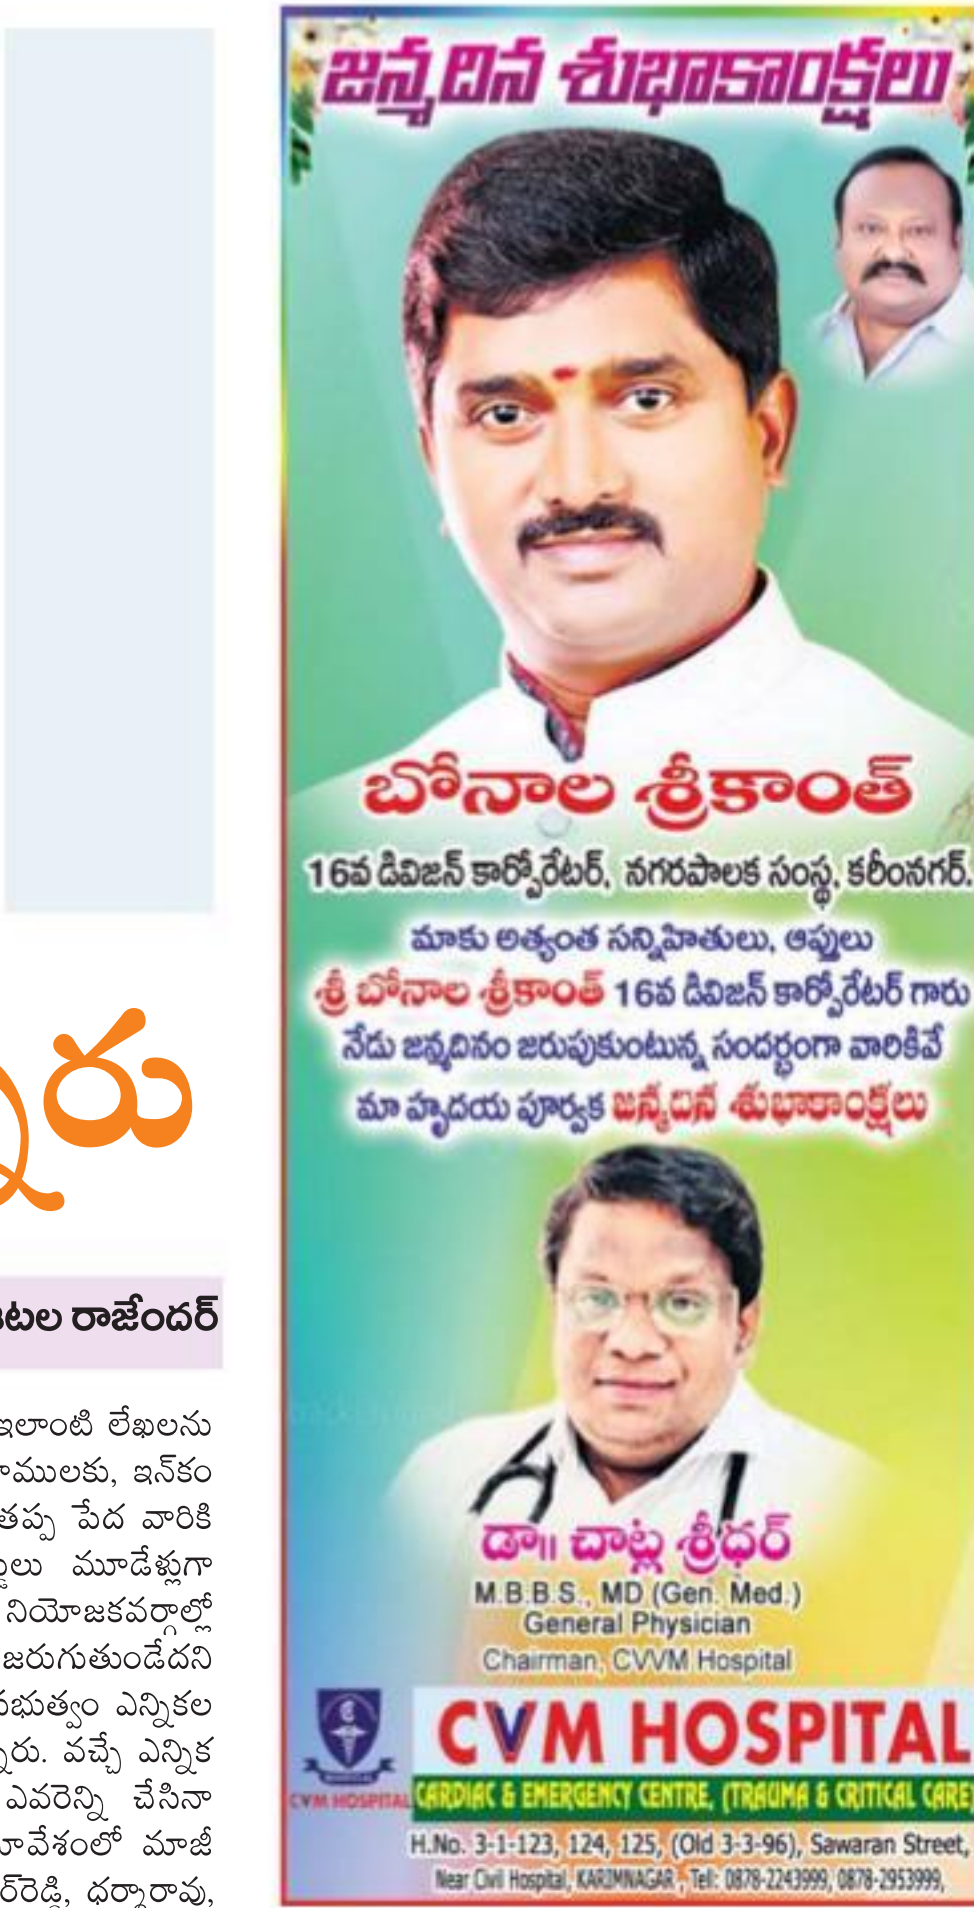 న్నారు
ఈటల రాజేందర్
ఇలాంటి లేఖలను
ఇన్‌కం
తప్ప పేద వారికి
మూడేళ్లుగా
నియోజకవర్గాల్లో
జరుగుతుండేదని
ఎన్నికల
వచ్చే ఎన్నిక
ఎవరెన్ని చేసినా
మాజీ
ధర్మారావు,
జన్మదిన శుభాకాంక్షలు
బోనాల శ్రీకాంత్
16వ డివిజన్ కార్పోరేటర్, నగరపాలక సంస్థ, కరీంనగర్.
మాకు అత్యంత సన్నిహితులు, ఆప్తులు
శ్రీ బోనాల శ్రీకాంత్ 16వ డివిజన్ కార్పోరేటర్ గారు
నేడు జన్మదినం జరుపుకుంటున్న సందర్భంగా వారికివే
మా హృదయ పూర్వక జన్మదిన శుభాకాంక్షలు
డా॥ చాట్ల శ్రీధర్
M.B.B.S., MD (Gen. Med.)
General Physician
Chairman, CVVM Hospital
CVM HOSPITAL
CVM HOSPITAL
CARDIAC & EMERGENCY CENTRE, (TRAUMA & CRITICAL CARE)
H.No. 3-1-123, 124, 125, (Old 3-3-96), Sawaran Street,
Near Civil Hospital, KARIMNAGAR, Tell: 0878-2243999, 0878-2953999,